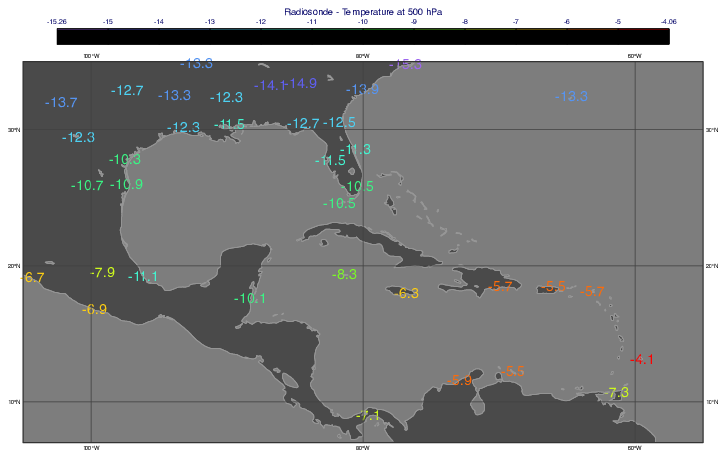 Radiosonde - Temperature at 500 hPa
-15.26 -15 -14 -13 -12 -11 -10 -9 -8 -7 -6 -5 -4.06
100°W 80°W 60°W
-13.3 -15.3
-14.1 -14.9
-12.7 -13.3 -12.3 -13.9 -13.3
-13.7
30°N -12.3 -12.3 -11.5 -12.7 -12.5 30°N
-10.3 -11.5 -11.3
-10.7 -10.9 -10.5
-10.5
20°N -6.7 -7.9 -11.1 -8.3 20°N
-6.9 -10.1 -6.3 -5.7 -5.5 -5.7
-4.1
-5.9 -5.5
10°N -7.1 -7.3 10°N
100°W 80°W 60°W